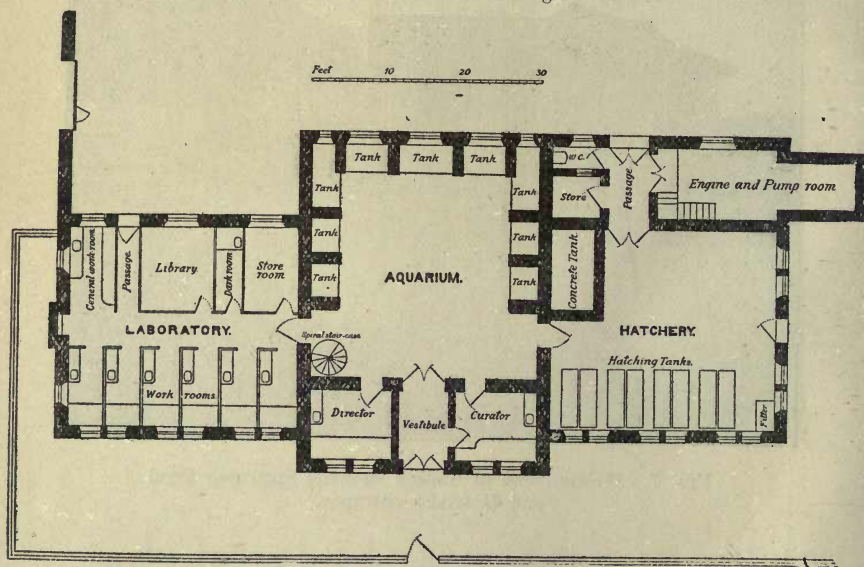 Feet 10 20 30
Tank Tank Tank
Tank
Tank
Tank
Tank
Tank
Tank
w.c.
Store
Passage
Engine and Pump room
General work room.
Passage.
Library
Dark room
Store
room
AQUARIUM.
Concrete Tank
LABORATORY.
Spiral stair-case
HATCHERY.
Hatching Tanks.
Work rooms
Director
Vestibule
Curator
Filter